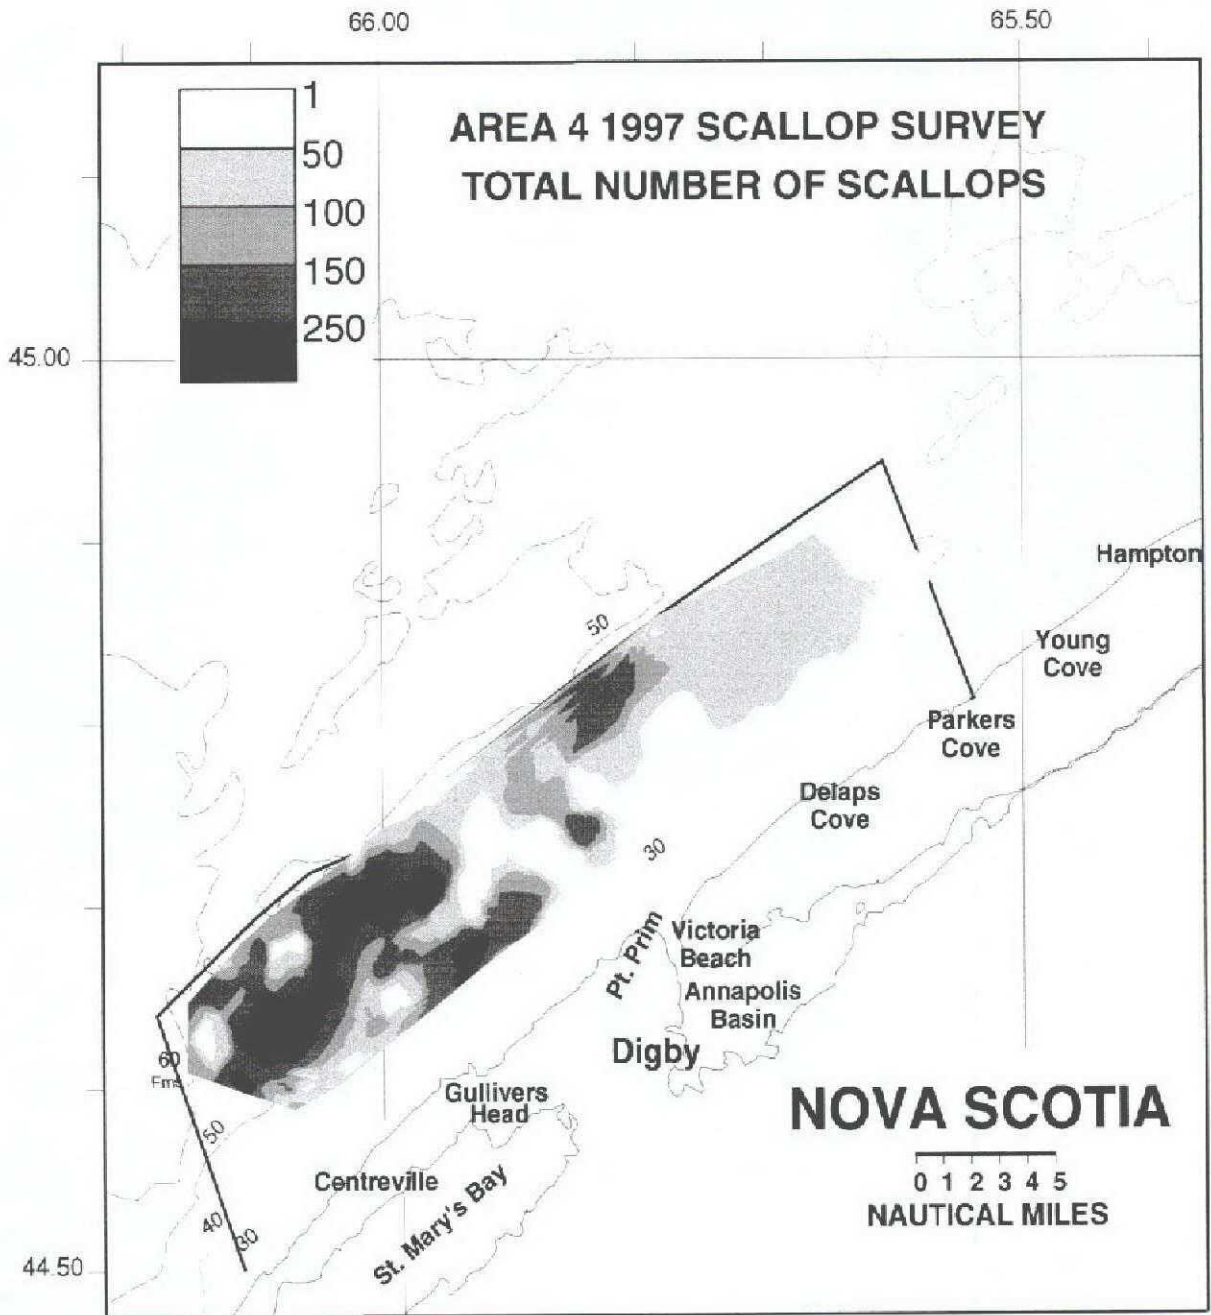 66.00
65.50
1
50
100
150
250
AREA 4 1997 SCALLOP SURVEY
TOTAL NUMBER OF SCALLOPS
45.00
Hampton
50
Young
Cove
Parkers
Cove
Delaps
Cove
30
Pt. Prim
Victoria
Beach
Annapolis
Basin
Digby
60
Fms
Gullivers
Head
NOVA SCOTIA
50
Centreville
St. Mary's Bay
0 1 2 3 4 5
NAUTICAL MILES
40
30
44.50